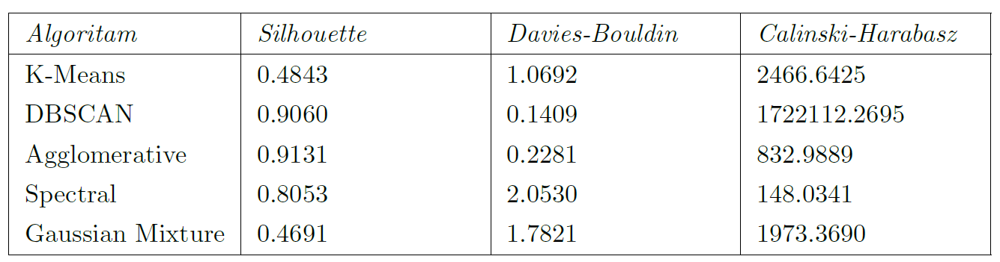 Algoritam Silhouette Davies-Bouldin Calinski-Harabasz
K-Means 0.4843 1.0692 2466.6425
DBSCAN 0.9060 0.1409 1722112.2695
Agglomerative 0.9131 0.2281 832.9889
Spectral 0.8053 2.0530 148.0341
Gaussian Mixture 0.4691 1.7821 1973.3690